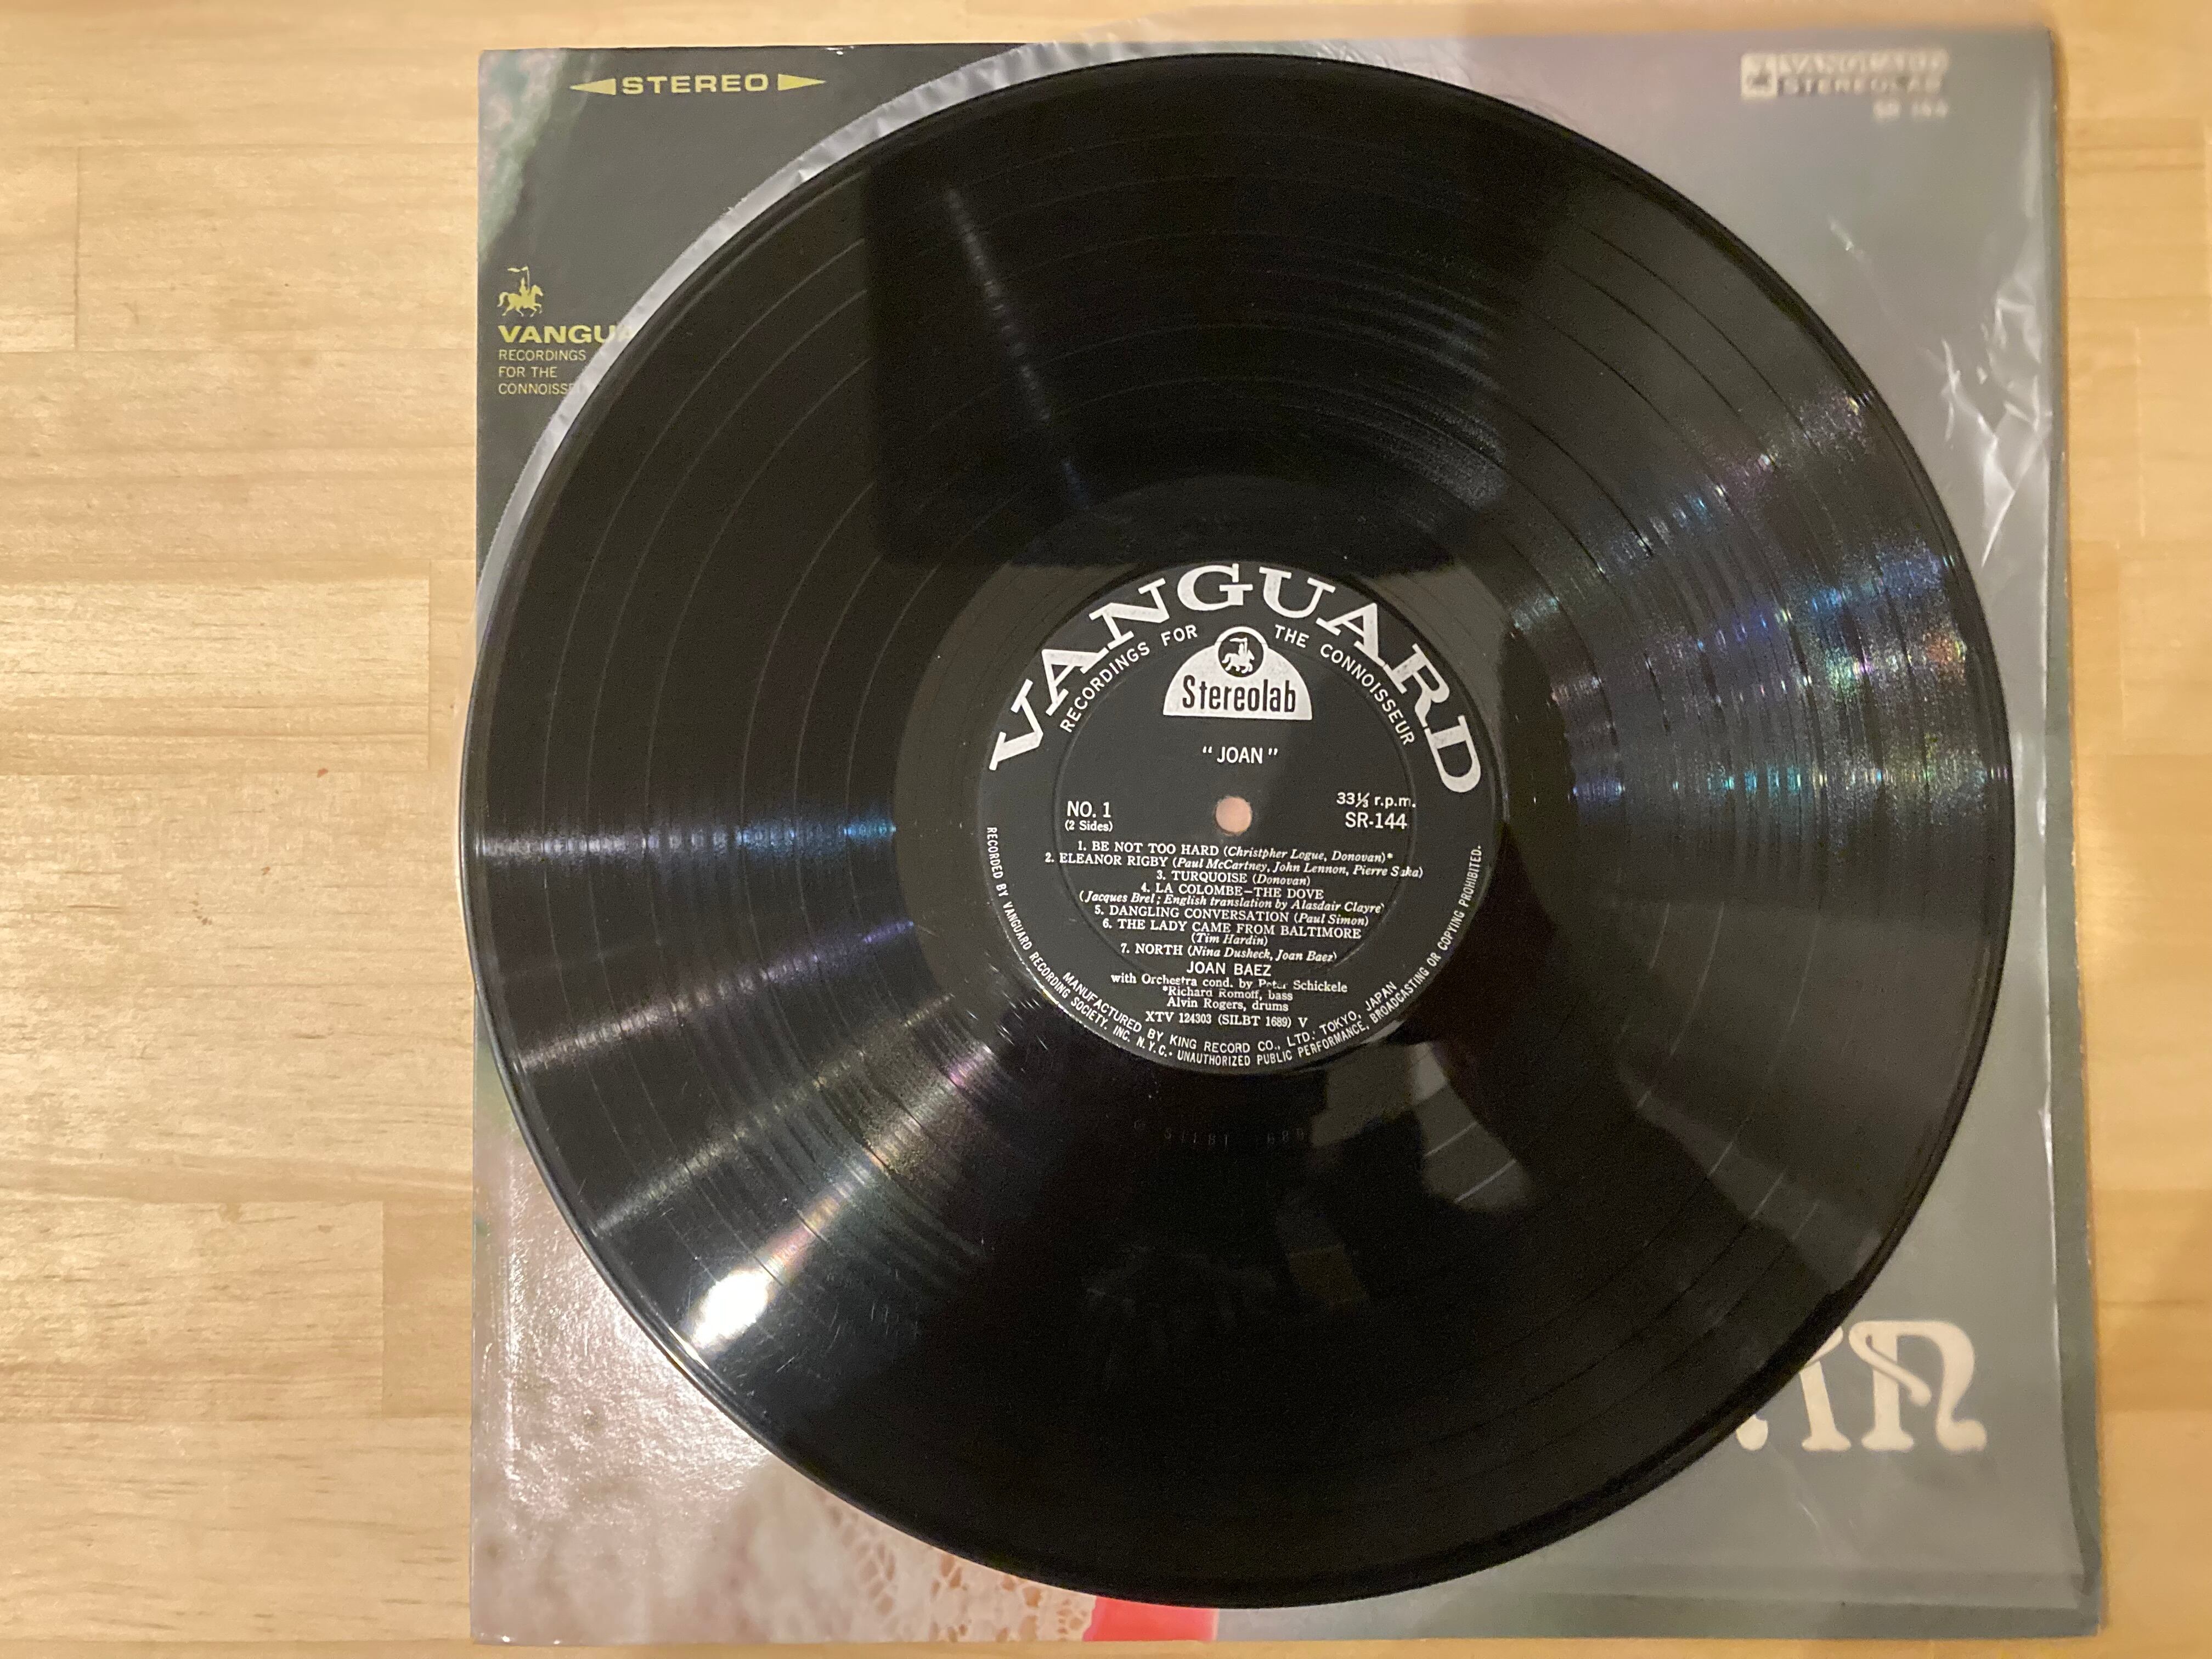 STEREO
VANGUARD
STEREOLAB
SR 144
VANGU
RECORDINGS
FOR THE
CONNOISSE
VANGUARD
RECORDINGS FOR THE CONNOISSEUR
Stereolab
"JOAN"
NO. 1
(2 Sides)
33⅓ r.p.m.
SR-144
1. BE NOT TOO HARD (Christpher Logue, Donovan)*
2. ELEANOR RIGBY (Paul McCartney, John Lennon, Pierre Saka)
3. TURQUOISE (Donovan)
4. LA COLOMBE—THE DOVE
(Jacques Brel; English translation by Alasdair Clayre)
5. DANGLING CONVERSATION (Paul Simon)
6. THE LADY CAME FROM BALTIMORE
(Tim Hardin)
7. NORTH (Nina Dusheck, Joan Baez)
JOAN BAEZ
with Orchestra cond. by Peter Schickele
*Richard Romoff, bass
Alvin Rogers, drums
XTV 124303 (SILBT 1689) V
MANUFACTURED BY KING RECORD CO., LTD. TOKYO, JAPAN
RECORDED BY VANGUARD RECORDING SOCIETY, INC. N.Y.C. • UNAUTHORIZED PUBLIC PERFORMANCE, BROADCASTING OR COPYING PROHIBITED.
SILBT 1689